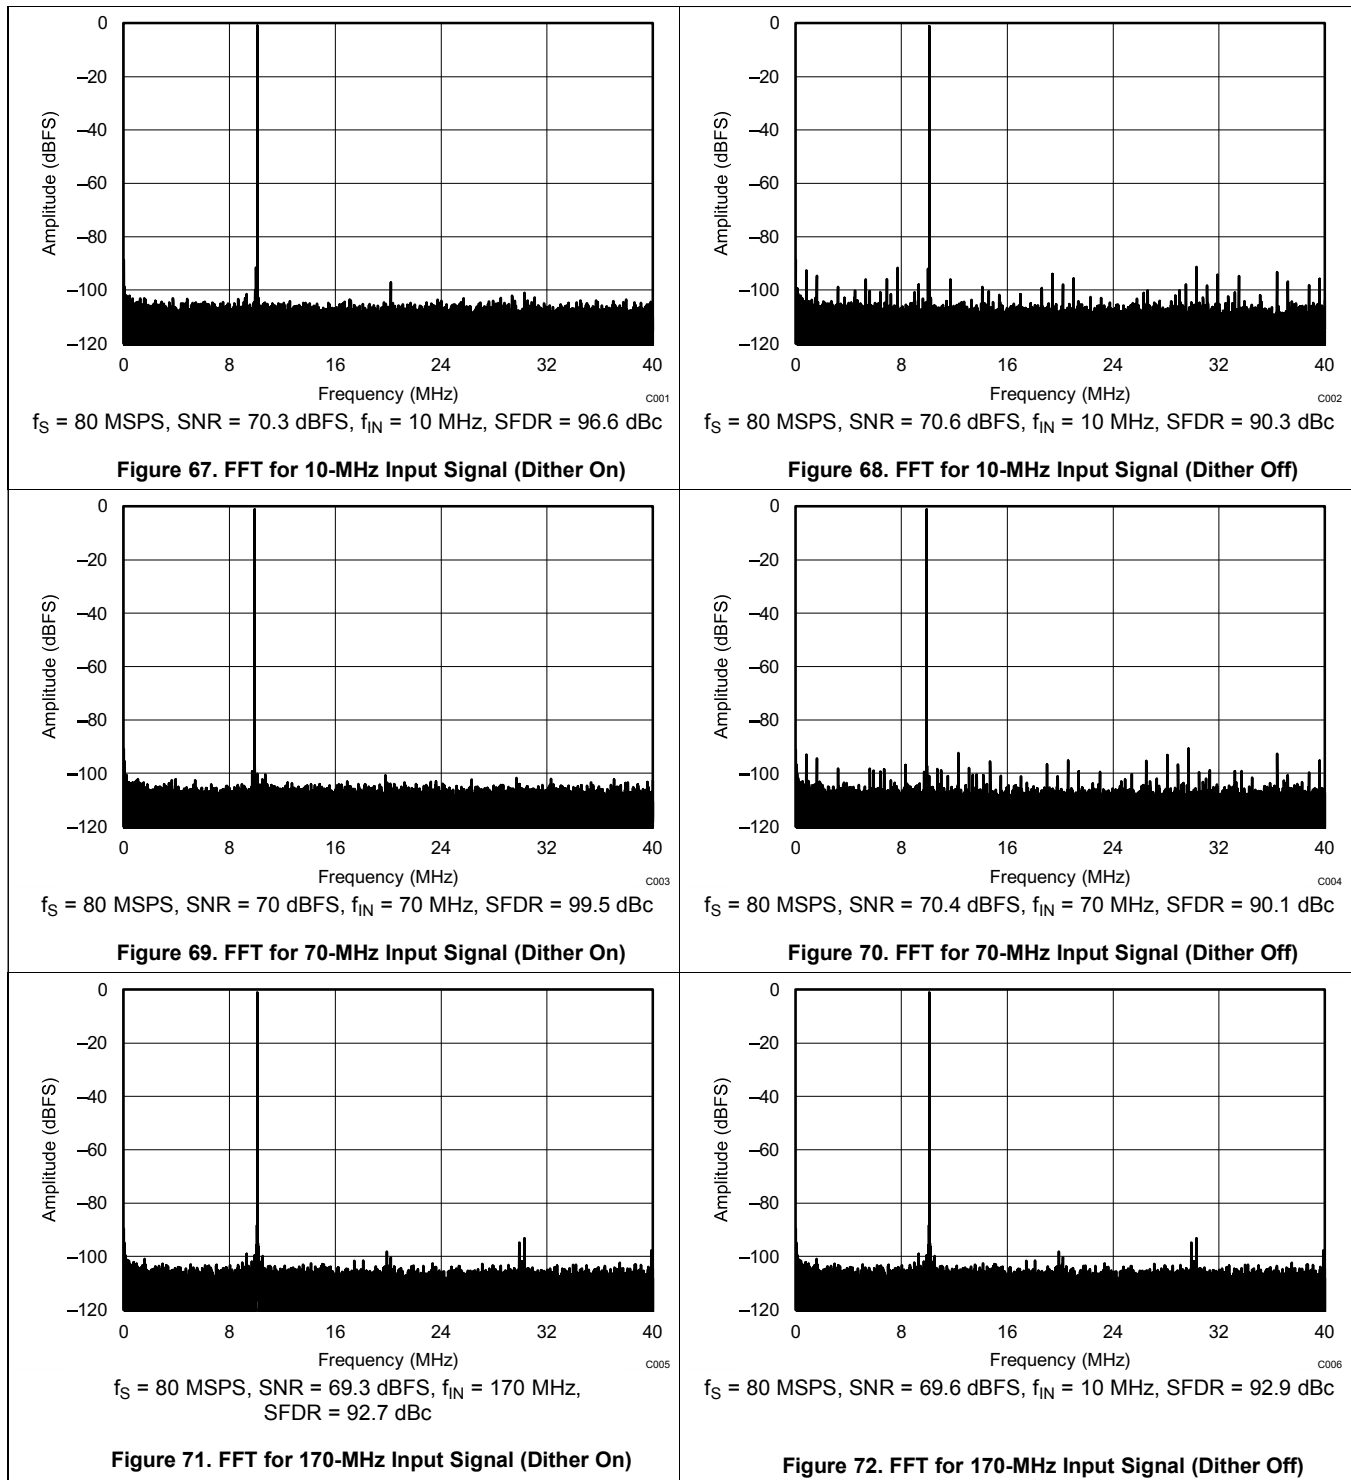 0
–20
–40
–60
–80
–100
–120
Amplitude (dBFS)
0 8 16 24 32 40
Frequency (MHz)
C001
fS = 80 MSPS, SNR = 70.3 dBFS, fIN = 10 MHz, SFDR = 96.6 dBc
Figure 67. FFT for 10-MHz Input Signal (Dither On)
0
–20
–40
–60
–80
–100
–120
Amplitude (dBFS)
0 8 16 24 32 40
Frequency (MHz)
C002
fS = 80 MSPS, SNR = 70.6 dBFS, fIN = 10 MHz, SFDR = 90.3 dBc
Figure 68. FFT for 10-MHz Input Signal (Dither Off)
0
–20
–40
–60
–80
–100
–120
Amplitude (dBFS)
0 8 16 24 32 40
Frequency (MHz)
C003
fS = 80 MSPS, SNR = 70 dBFS, fIN = 70 MHz, SFDR = 99.5 dBc
Figure 69. FFT for 70-MHz Input Signal (Dither On)
0
–20
–40
–60
–80
–100
–120
Amplitude (dBFS)
0 8 16 24 32 40
Frequency (MHz)
C004
fS = 80 MSPS, SNR = 70.4 dBFS, fIN = 70 MHz, SFDR = 90.1 dBc
Figure 70. FFT for 70-MHz Input Signal (Dither Off)
0
–20
–40
–60
–80
–100
–120
Amplitude (dBFS)
0 8 16 24 32 40
Frequency (MHz)
C005
fS = 80 MSPS, SNR = 69.3 dBFS, fIN = 170 MHz,
SFDR = 92.7 dBc
Figure 71. FFT for 170-MHz Input Signal (Dither On)
0
–20
–40
–60
–80
–100
–120
Amplitude (dBFS)
0 8 16 24 32 40
Frequency (MHz)
C006
fS = 80 MSPS, SNR = 69.6 dBFS, fIN = 10 MHz, SFDR = 92.9 dBc
Figure 72. FFT for 170-MHz Input Signal (Dither Off)